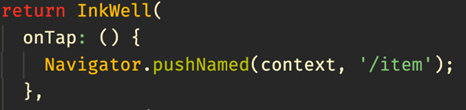 return InkWell(
onTap: () {
Navigator.pushNamed(context, '/item');
},